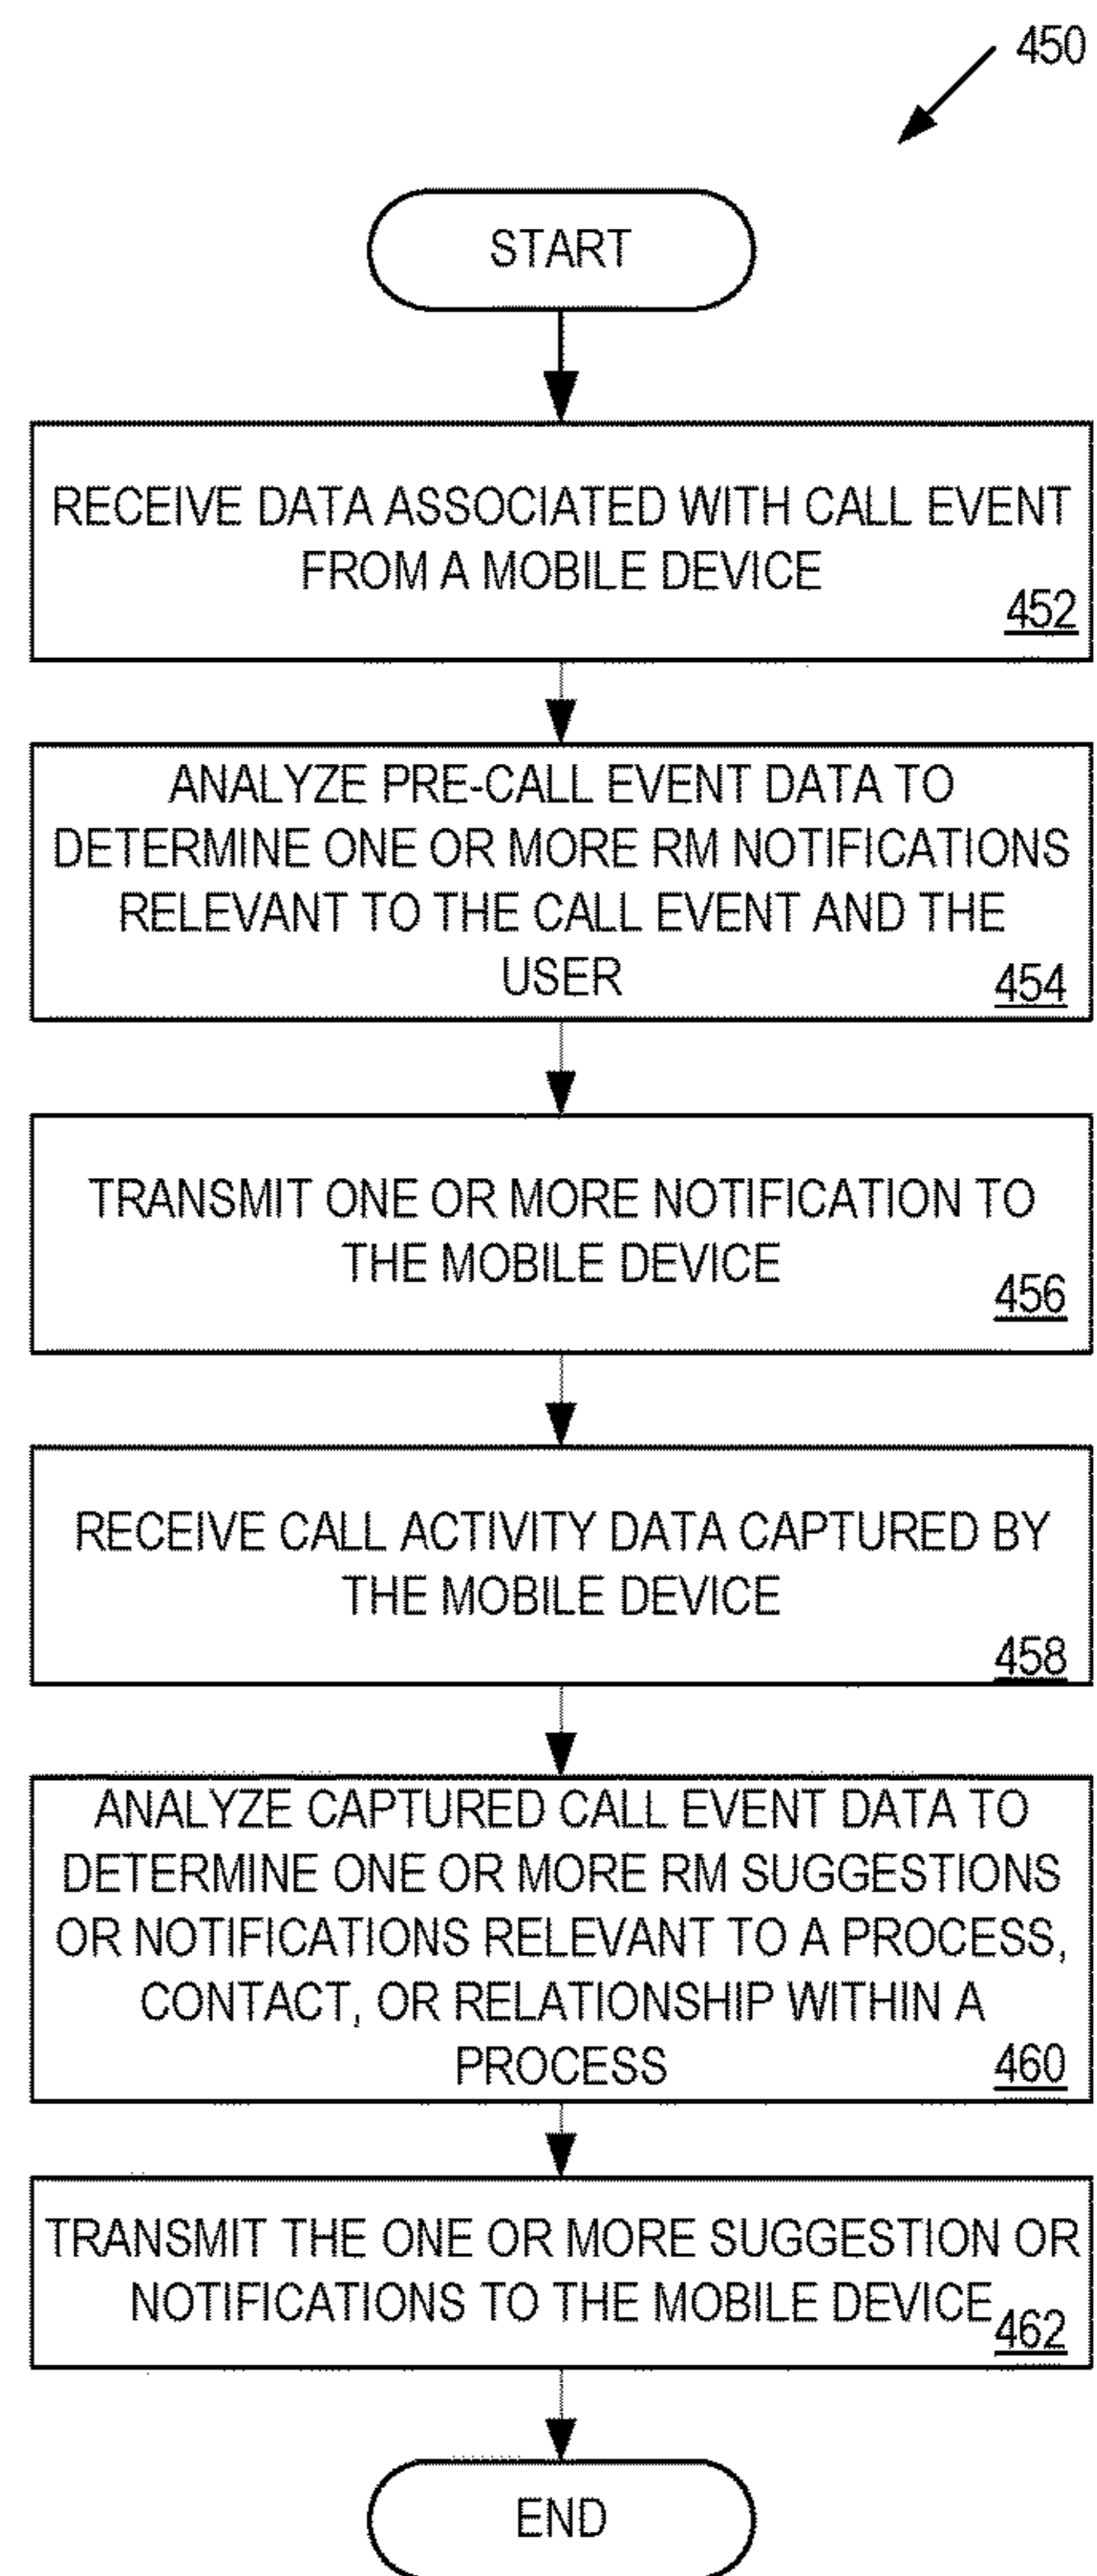 450
START
RECEIVE DATA ASSOCIATED WITH CALL EVENT
FROM A MOBILE DEVICE
452
ANALYZE PRE-CALL EVENT DATA TO
DETERMINE ONE OR MORE RM NOTIFICATIONS
RELEVANT TO THE CALL EVENT AND THE
USER
454
TRANSMIT ONE OR MORE NOTIFICATION TO
THE MOBILE DEVICE
456
RECEIVE CALL ACTIVITY DATA CAPTURED BY
THE MOBILE DEVICE
458
ANALYZE CAPTURED CALL EVENT DATA TO
DETERMINE ONE OR MORE RM SUGGESTIONS
OR NOTIFICATIONS RELEVANT TO A PROCESS,
CONTACT, OR RELATIONSHIP WITHIN A
PROCESS
460
TRANSMIT THE ONE OR MORE SUGGESTION OR
NOTIFICATIONS TO THE MOBILE DEVICE
462
END